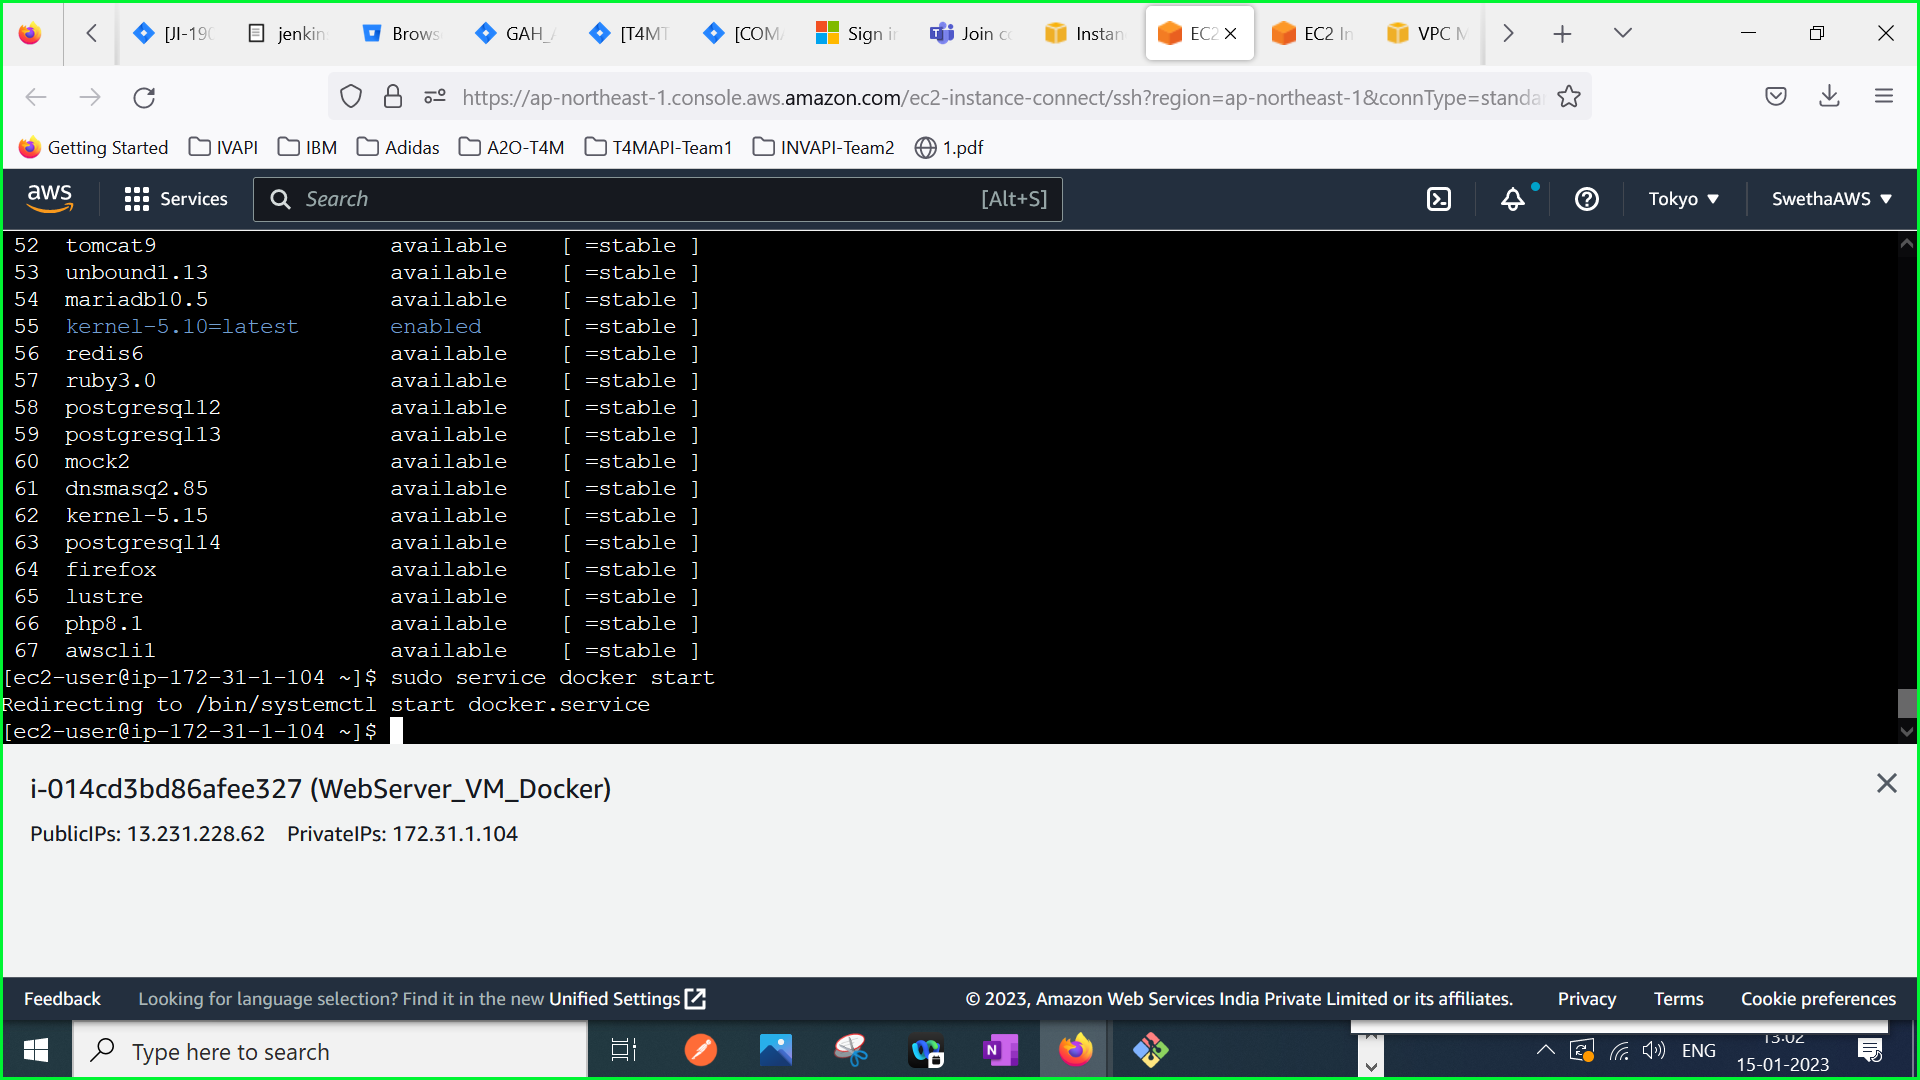 [JI-190
jenkin
Brows
GAH_
[T4MT
[COMA
Sign in
Join co
Instan
EC2
EC2 In
VPC M
https://ap-northeast-1.console.aws.amazon.com/ec2-instance-connect/ssh?region=ap-northeast-1&connType=standa
Getting Started
IVAPI
IBM
Adidas
A2O-T4M
T4MAPI-Team1
INVAPI-Team2
1.pdf
aws
Services
Search
[Alt+S]
Tokyo
SwethaAWS
52 tomcat9 available [ =stable ]
53 unbound1.13 available [ =stable ]
54 mariadb10.5 available [ =stable ]
55 kernel-5.10=latest enabled [ =stable ]
56 redis6 available [ =stable ]
57 ruby3.0 available [ =stable ]
58 postgresql12 available [ =stable ]
59 postgresql13 available [ =stable ]
60 mock2 available [ =stable ]
61 dnsmasq2.85 available [ =stable ]
62 kernel-5.15 available [ =stable ]
63 postgresql14 available [ =stable ]
64 firefox available [ =stable ]
65 lustre available [ =stable ]
66 php8.1 available [ =stable ]
67 awscli1 available [ =stable ]
[ec2-user@ip-172-31-1-104 ~]$ sudo service docker start
Redirecting to /bin/systemctl start docker.service
[ec2-user@ip-172-31-1-104 ~]$
i-014cd3bd86afee327 (WebServer_VM_Docker)
PublicIPs: 13.231.228.62 PrivateIPs: 172.31.1.104
Feedback
Looking for language selection? Find it in the new Unified Settings
© 2023, Amazon Web Services India Private Limited or its affiliates.
Privacy
Terms
Cookie preferences
Type here to search
ENG
13:02
15-01-2023